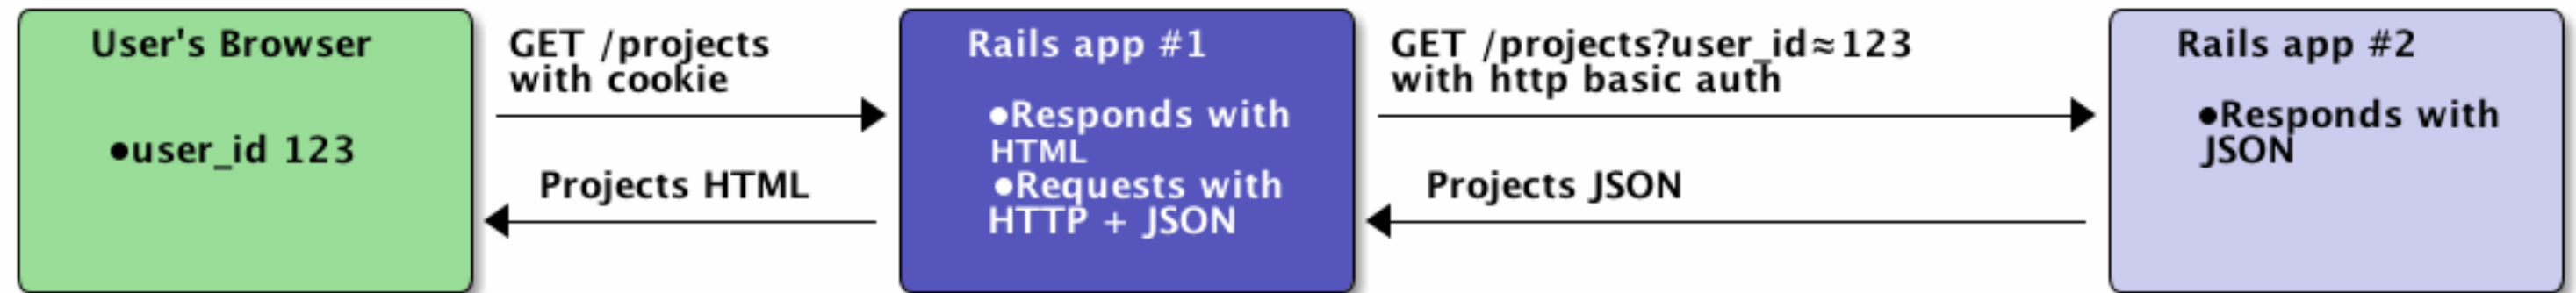 User's Browser
●user_id 123
GET /projects
with cookie
Projects HTML
Rails app #1
●Responds with
HTML
●Requests with
HTTP + JSON
GET /projects?user_id≈123
with http basic auth
Projects JSON
Rails app #2
●Responds with
JSON